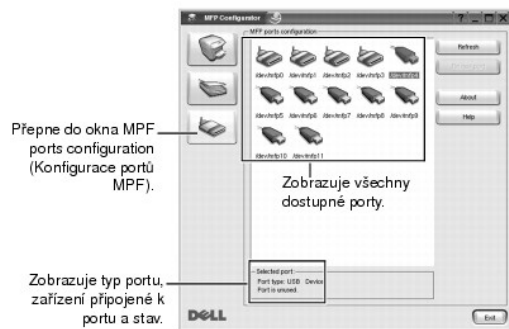 MFP Configurator
MFP ports configuration
/dev/mfp0 /dev/mfp1 /dev/mfp2 /dev/mfp3 /dev/mfp4
/dev/mfp5 /dev/mfp6 /dev/mfp7 /dev/mfp8 /dev/mfp9
/dev/mfp10 /dev/mfp11
Refresh
About
Help
Přepne do okna MPF
ports configuration
(Konfigurace portů
MPF).
Zobrazuje všechny
dostupné porty.
Zobrazuje typ portu,
zařízení připojené k
portu a stav.
Selected port:
Port type: USB Device
Port is unused.
DELL
Exit